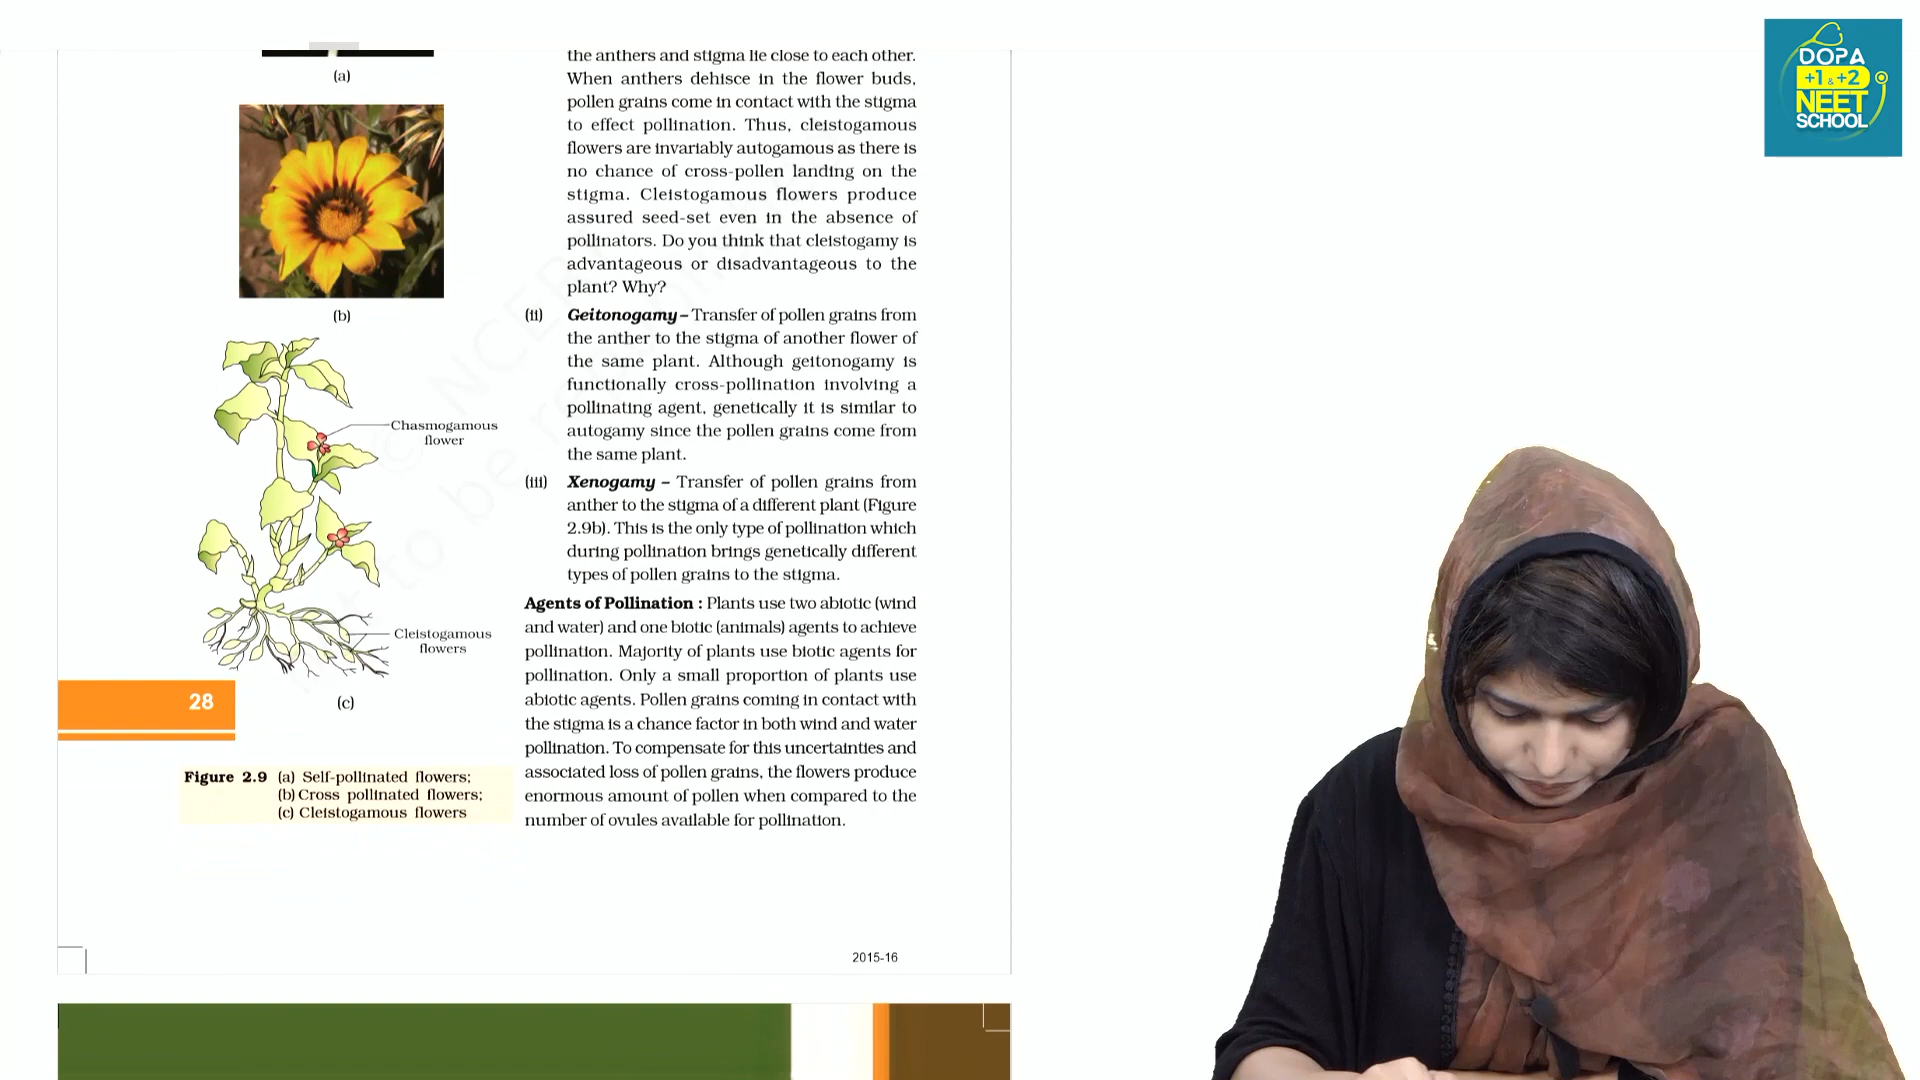 (a)
(b)
Chasmogamous
flower
Cleistogamous
flowers
28
(c)
Figure 2.9 (a) Self-pollinated flowers;
(b) Cross pollinated flowers;
(c) Cleistogamous flowers
the anthers and stigma lie close to each other.
When anthers dehisce in the flower buds,
pollen grains come in contact with the stigma
to effect pollination. Thus, cleistogamous
flowers are invariably autogamous as there is
no chance of cross-pollen landing on the
stigma. Cleistogamous flowers produce
assured seed-set even in the absence of
pollinators. Do you think that cleistogamy is
advantageous or disadvantageous to the
plant? Why?
(ii) Geitonogamy – Transfer of pollen grains from
the anther to the stigma of another flower of
the same plant. Although geitonogamy is
functionally cross-pollination involving a
pollinating agent, genetically it is similar to
autogamy since the pollen grains come from
the same plant.
(iii) Xenogamy – Transfer of pollen grains from
anther to the stigma of a different plant (Figure
2.9b). This is the only type of pollination which
during pollination brings genetically different
types of pollen grains to the stigma.
Agents of Pollination : Plants use two abiotic (wind
and water) and one biotic (animals) agents to achieve
pollination. Majority of plants use biotic agents for
pollination. Only a small proportion of plants use
abiotic agents. Pollen grains coming in contact with
the stigma is a chance factor in both wind and water
pollination. To compensate for this uncertainties and
associated loss of pollen grains, the flowers produce
enormous amount of pollen when compared to the
number of ovules available for pollination.
2015-16
DOPA
+1 & +2
NEET
SCHOOL